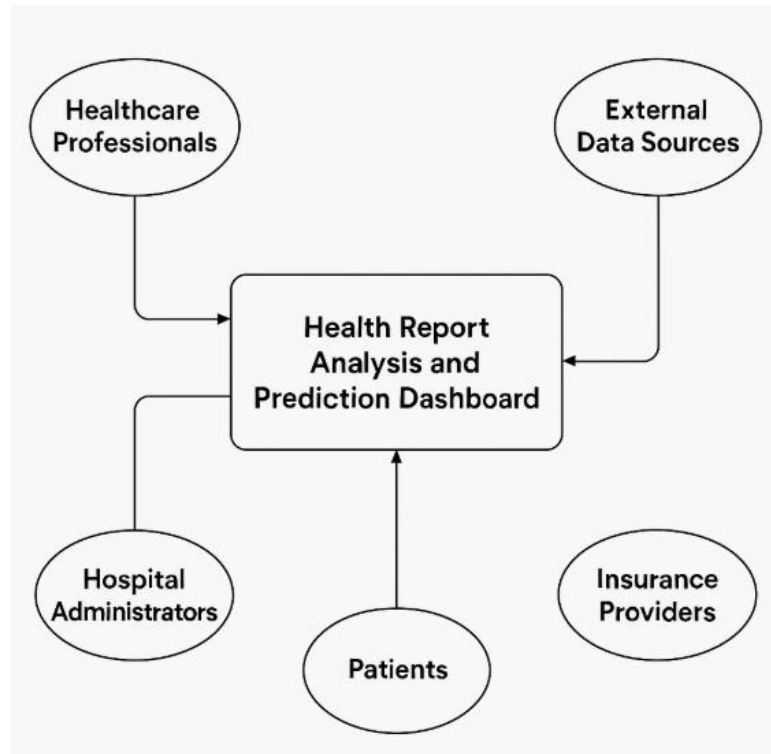 Healthcare
Professionals
External
Data Sources
Health Report
Analysis and
Prediction Dashboard
Hospital
Administrators
Patients
Insurance
Providers